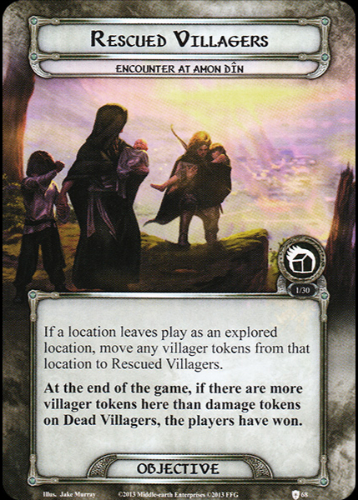 RESCUED VILLAGERS
ENCOUNTER AT AMON DÎN
1/30
If a location leaves play as an explored
location, move any villager tokens from that
location to Rescued Villagers.
At the end of the game, if there are more
villager tokens here than damage tokens
on Dead Villagers, the players have won.
OBJECTIVE
Illus. Jake Murray ©2013 Middle-earth Enterprises ©2013 FFG 68